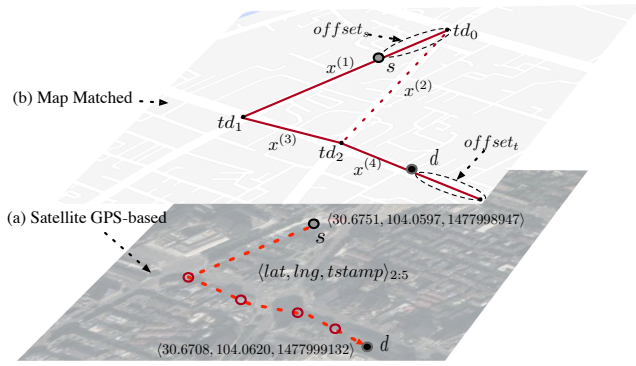 offset_s
td_0
x^(1)
s
x^(2)
(b) Map Matched
td_1
x^(3)
td_2
x^(4)
d
offset_t
(a) Satellite GPS-based
⟨30.6751, 104.0597, 1477998947⟩
s
⟨lat, lng, tstamp⟩_2:5
⟨30.6708, 104.0620, 1477999132⟩
d